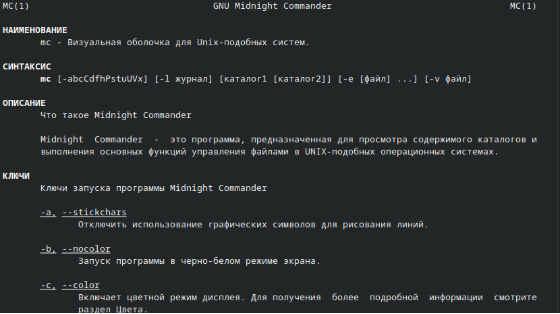 MC(1) GNU Midnight Commander MC(1)
НАИМЕНОВАНИЕ
mc - Визуальная оболочка для Unix-подобных систем.
СИНТАКСИС
mc [-abcCdfhPstuUVx] [-l журнал] [каталог1 [каталог2]] [-e [файл] ...] [-v файл]
ОПИСАНИЕ
Что такое Midnight Commander
Midnight Commander - это программа, предназначенная для просмотра содержимого каталогов и
выполнения основных функций управления файлами в UNIX-подобных операционных системах.
КЛЮЧИ
Ключи запуска программы Midnight Commander
-a, --stickchars
Отключить использование графических символов для рисования линий.
-b, --nocolor
Запуск программы в черно-белом режиме экрана.
-c, --color
Включает цветной режим дисплея. Для получения более подробной информации смотрите
раздел Цвета.